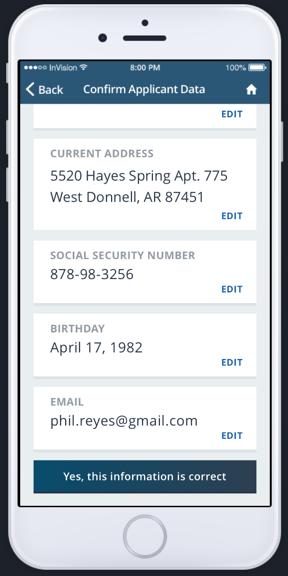 InVision 8:00 PM 100%
Back Confirm Applicant Data
EDIT
CURRENT ADDRESS
5520 Hayes Spring Apt. 775
West Donnell, AR 87451
EDIT
SOCIAL SECURITY NUMBER
878-98-3256
EDIT
BIRTHDAY
April 17, 1982
EDIT
EMAIL
phil.reyes@gmail.com
EDIT
Yes, this information is correct